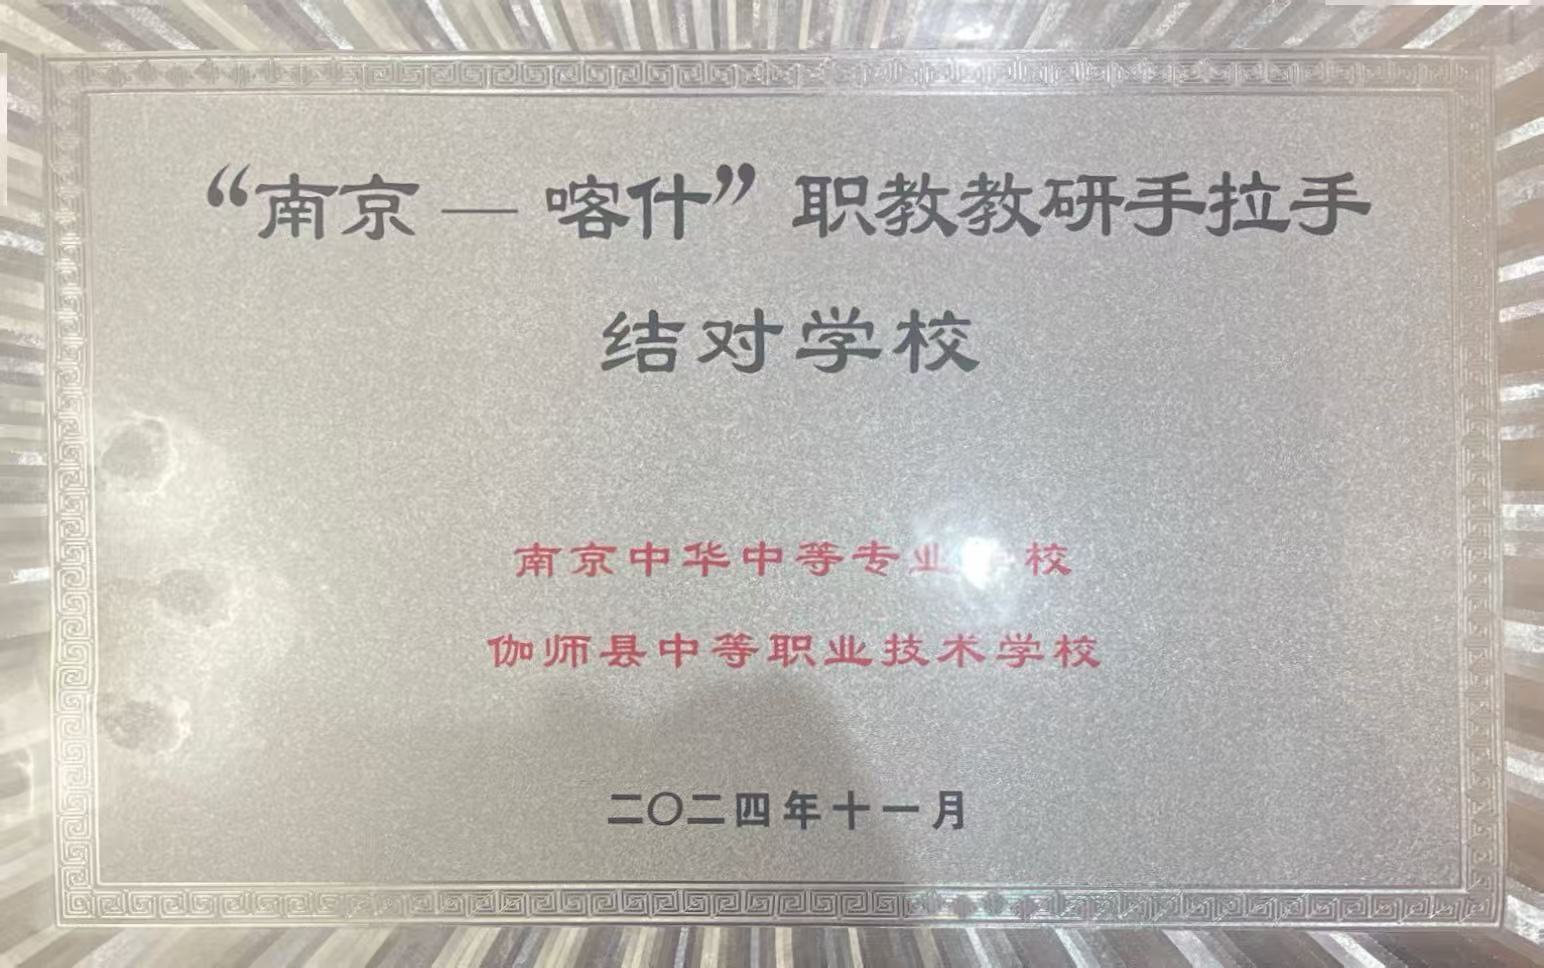 “南京 — 喀什”职教教研手拉手
结对学校
南京中华中等专业 校
伽师县中等职业技术学校
二〇二四年十一月